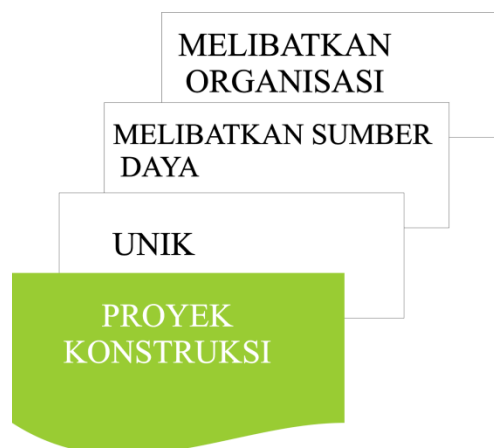 MELIBATKAN
ORGANISASI
MELIBATKAN SUMBER
DAYA
UNIK
PROYEK
KONSTRUKSI